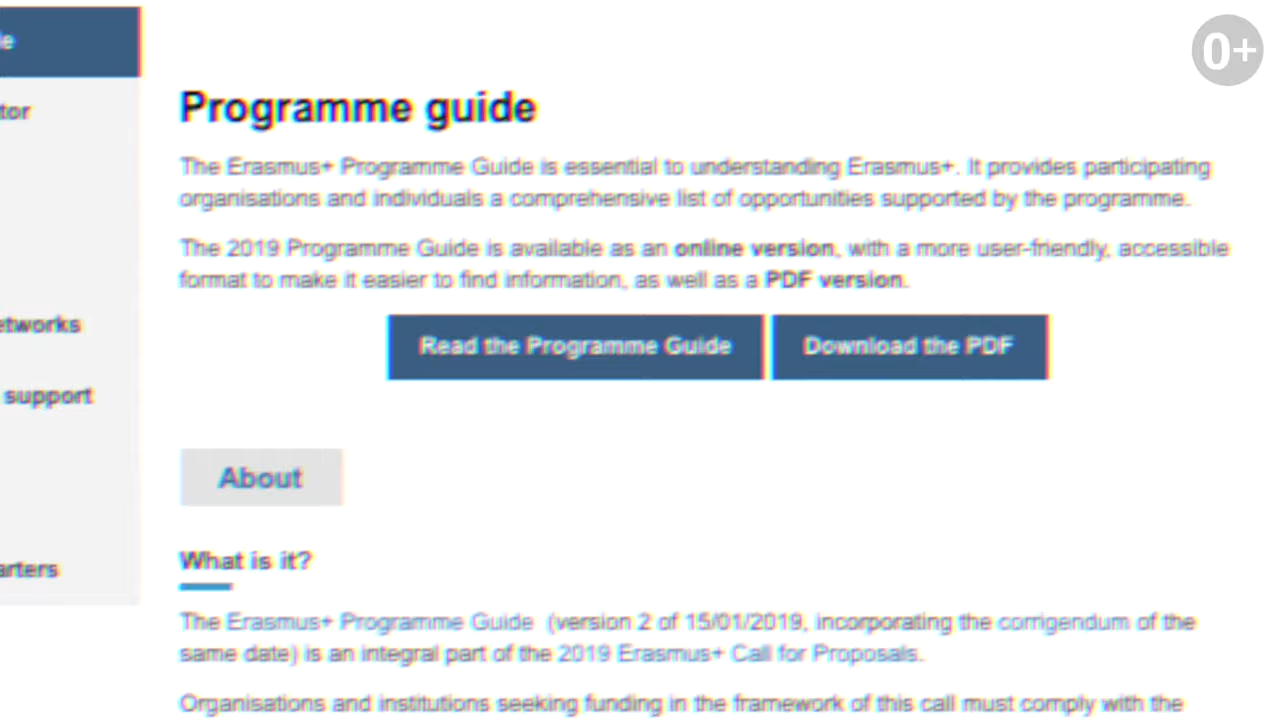 0+
Programme guide
The Erasmus+ Programme Guide is essential to understanding Erasmus+. It provides participating
organisations and individuals a comprehensive list of opportunities supported by the programme.
The 2019 Programme Guide is available as an online version, with a more user-friendly, accessible
format to make it easier to find information, as well as a PDF version.
Read the Programme Guide Download the PDF
etworks
support
About
What is it?
The Erasmus+ Programme Guide (version 2 of 15/01/2019, incorporating the corrigendum of the
same date) is an integral part of the 2019 Erasmus+ Call for Proposals.
Organisations and institutions seeking funding in the framework of this call must comply with the